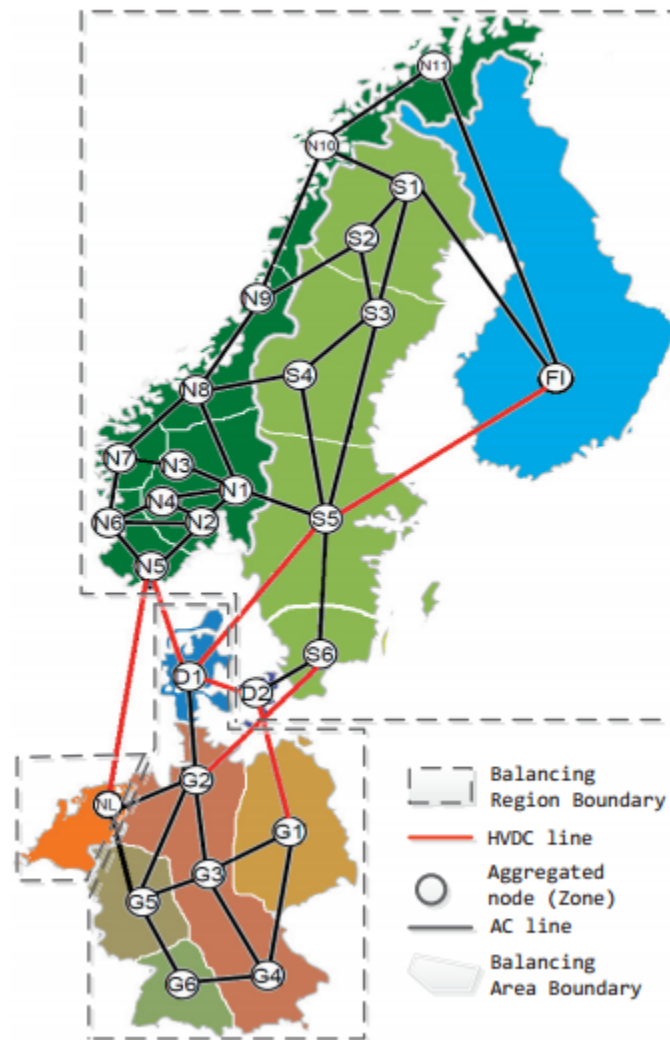 N11
N10
S1
S2
N9
S3
S4
FI
N8
N7
N3
N1
N4
N6
N2
S5
N5
S6
D1
D2
G2
NL
G1
G3
G5
G6
G4
Balancing
Region Boundary
HVDC line
Aggregated
node (Zone)
AC line
Balancing
Area Boundary